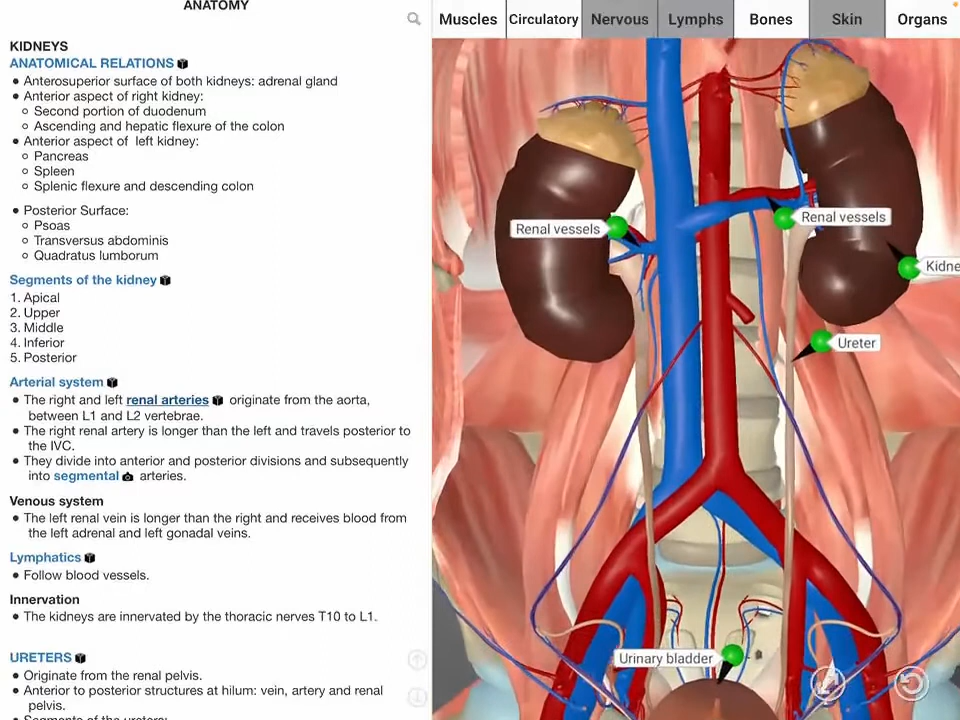 ANATOMY
KIDNEYS
ANATOMICAL RELATIONS
• Anterosuperior surface of both kidneys: adrenal gland
• Anterior aspect of right kidney:
○ Second portion of duodenum
○ Ascending and hepatic flexure of the colon
• Anterior aspect of left kidney:
○ Pancreas
○ Spleen
○ Splenic flexure and descending colon
• Posterior Surface:
○ Psoas
○ Transversus abdominis
○ Quadratus lumborum
Segments of the kidney
1. Apical
2. Upper
3. Middle
4. Inferior
5. Posterior
Arterial system
• The right and left renal arteries originate from the aorta,
between L1 and L2 vertebrae.
• The right renal artery is longer than the left and travels posterior to
the IVC.
• They divide into anterior and posterior divisions and subsequently
into segmental arteries.
Venous system
• The left renal vein is longer than the right and receives blood from
the left adrenal and left gonadal veins.
Lymphatics
• Follow blood vessels.
Innervation
• The kidneys are innervated by the thoracic nerves T10 to L1.
URETERS
• Originate from the renal pelvis.
• Anterior to posterior structures at hilum: vein, artery and renal
pelvis.
• Segments of the ureters:
Muscles
Circulatory
Nervous
Lymphs
Bones
Skin
Organs
Renal vessels
Renal vessels
Kidne
Ureter
Urinary bladder